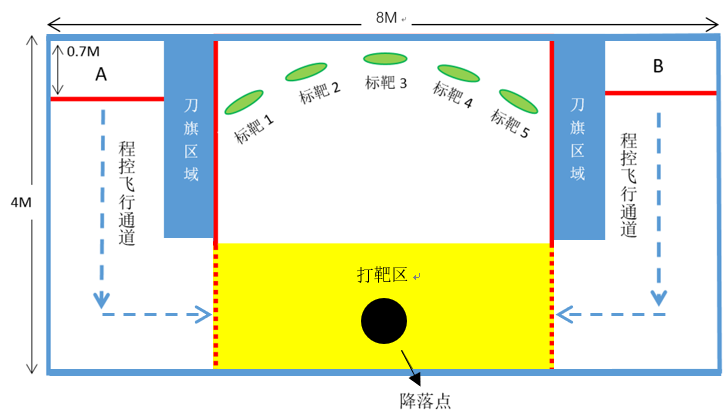 8M
0.7M
A
B
标靶 1
标靶 2
标靶 3
标靶 4
标靶 5
刀旗区域
刀旗区域
程控飞行通道
程控飞行通道
4M
打靶区
降落点